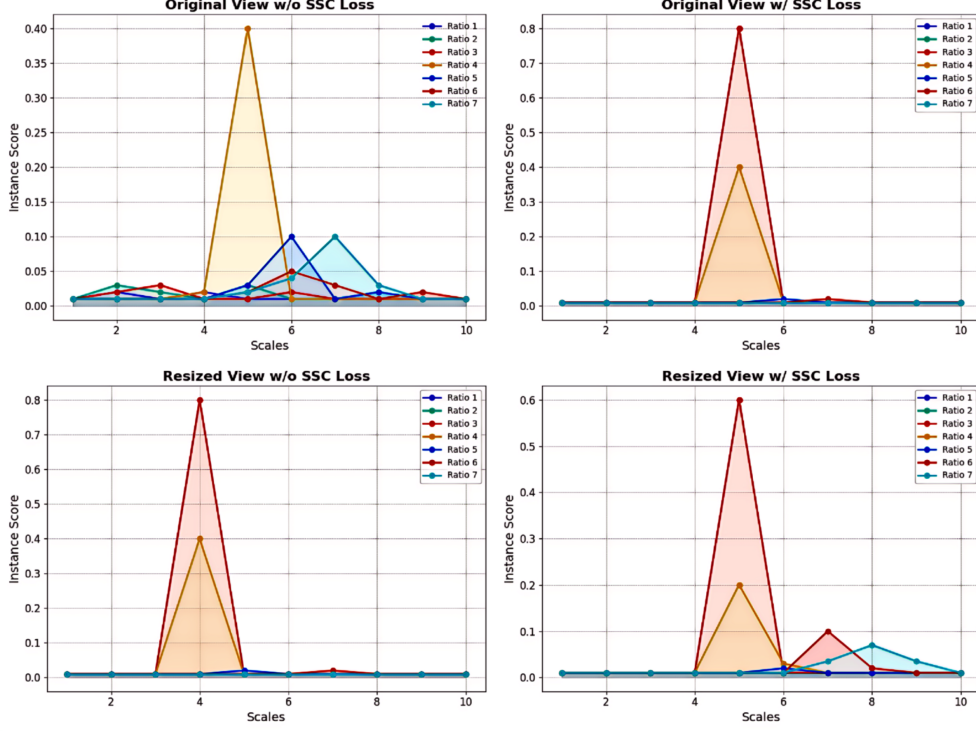 Original View w/o SSC Loss
0.40
0.35
0.30
0.25
0.20
0.15
0.10
0.05
0.00
Instance Score
Ratio 1
Ratio 2
Ratio 3
Ratio 4
Ratio 5
Ratio 6
Ratio 7
2
4
6
8
10
Scales
Original View w/ SSC Loss
0.8
0.7
0.6
0.5
0.4
0.3
0.2
0.1
0.0
Instance Score
Ratio 1
Ratio 2
Ratio 3
Ratio 4
Ratio 5
Ratio 6
Ratio 7
2
4
6
8
10
Scales
Resized View w/o SSC Loss
0.8
0.7
0.6
0.5
0.4
0.3
0.2
0.1
0.0
Instance Score
Ratio 1
Ratio 2
Ratio 3
Ratio 4
Ratio 5
Ratio 6
Ratio 7
2
4
6
8
10
Scales
Resized View w/ SSC Loss
0.6
0.5
0.4
0.3
0.2
0.1
0.0
Instance Score
Ratio 1
Ratio 2
Ratio 3
Ratio 4
Ratio 5
Ratio 6
Ratio 7
2
4
6
8
10
Scales